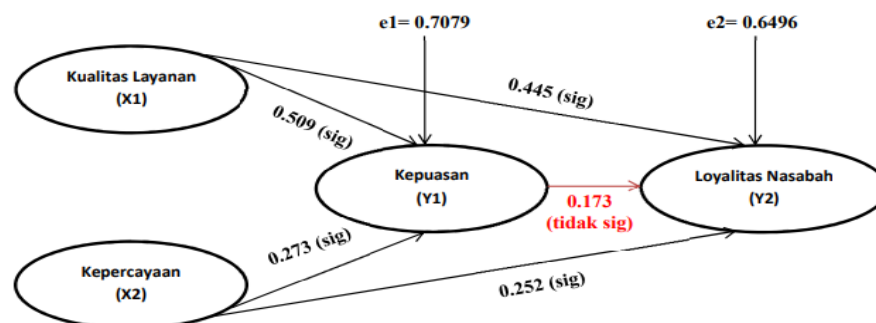 e1= 0.7079
e2= 0.6496
Kualitas Layanan
(X1)
0.445 (sig)
0.509 (sig)
Kepuasan
(Y1)
Loyalitas Nasabah
(Y2)
0.173
(tidak sig)
0.273 (sig)
Kepercayaan
(X2)
0.252 (sig)